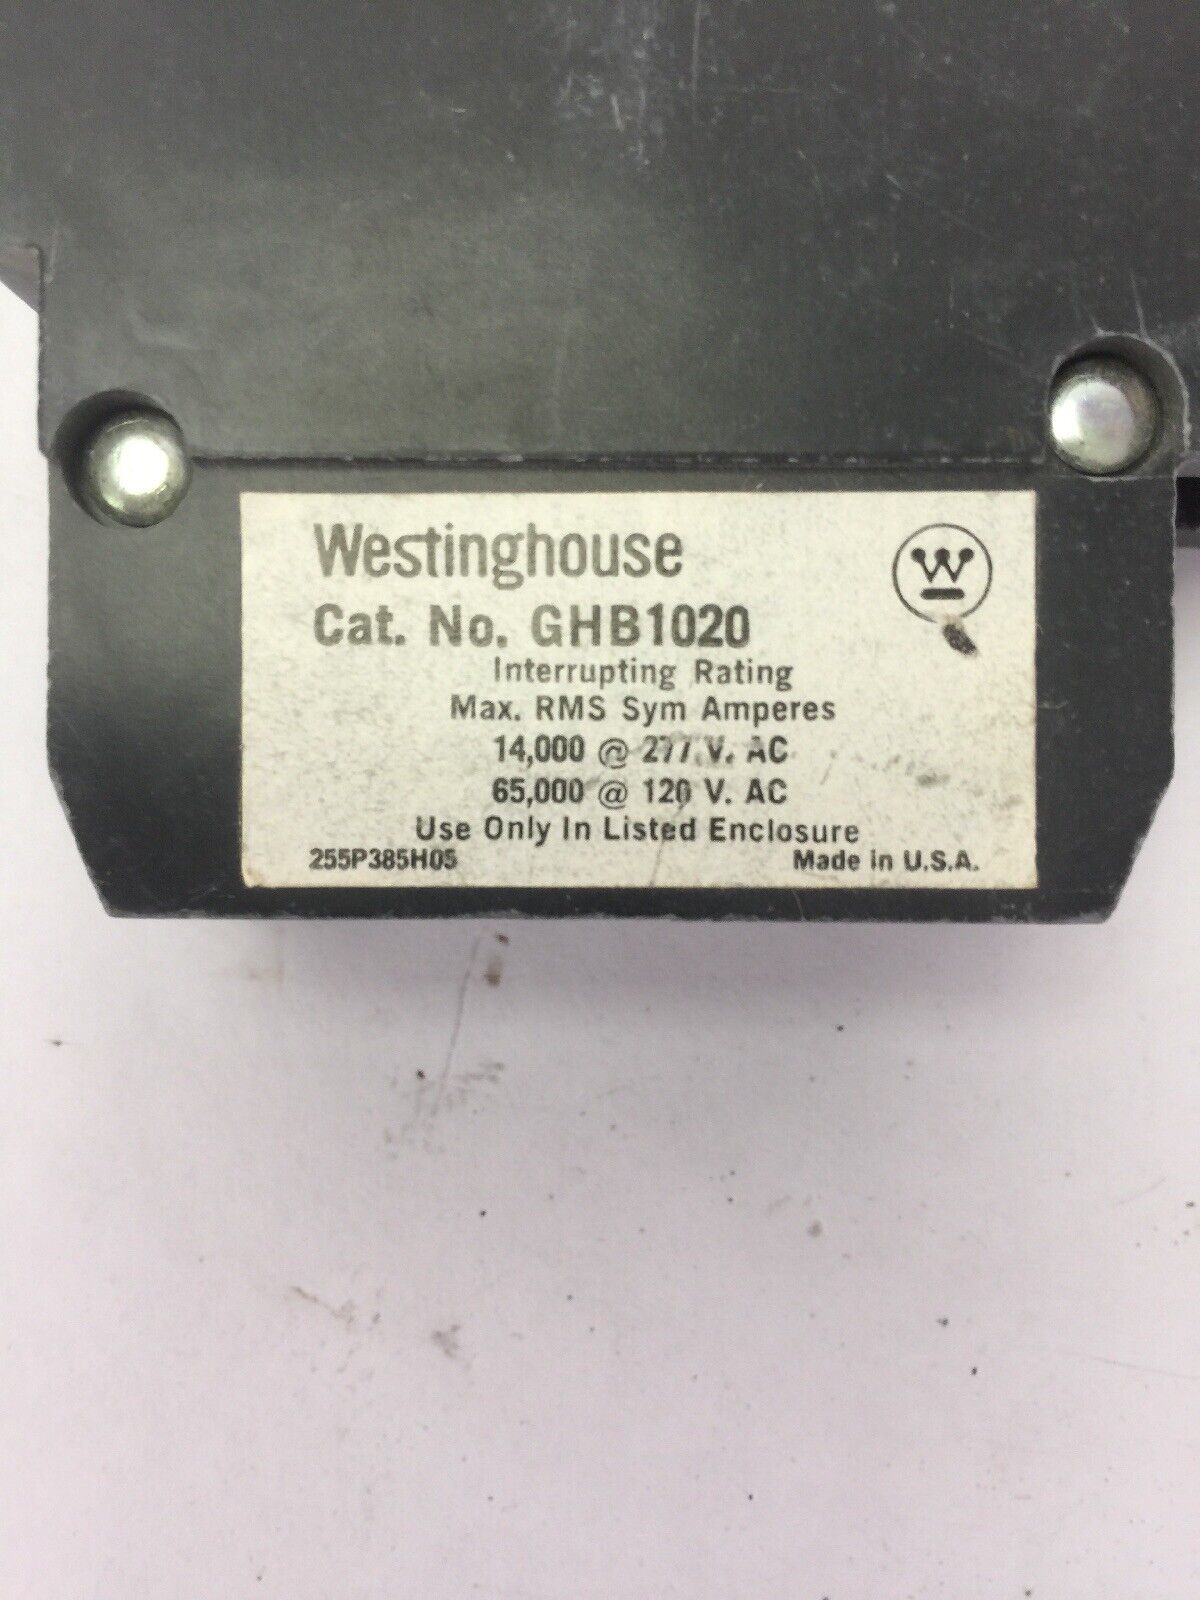 Westinghouse
W
Cat. No. GHB1020
Interrupting Rating
Max. RMS Sym Amperes
14,000 @ 277 V. AC
65,000 @ 120 V. AC
Use Only In Listed Enclosure
255P385H05 Made in U.S.A.